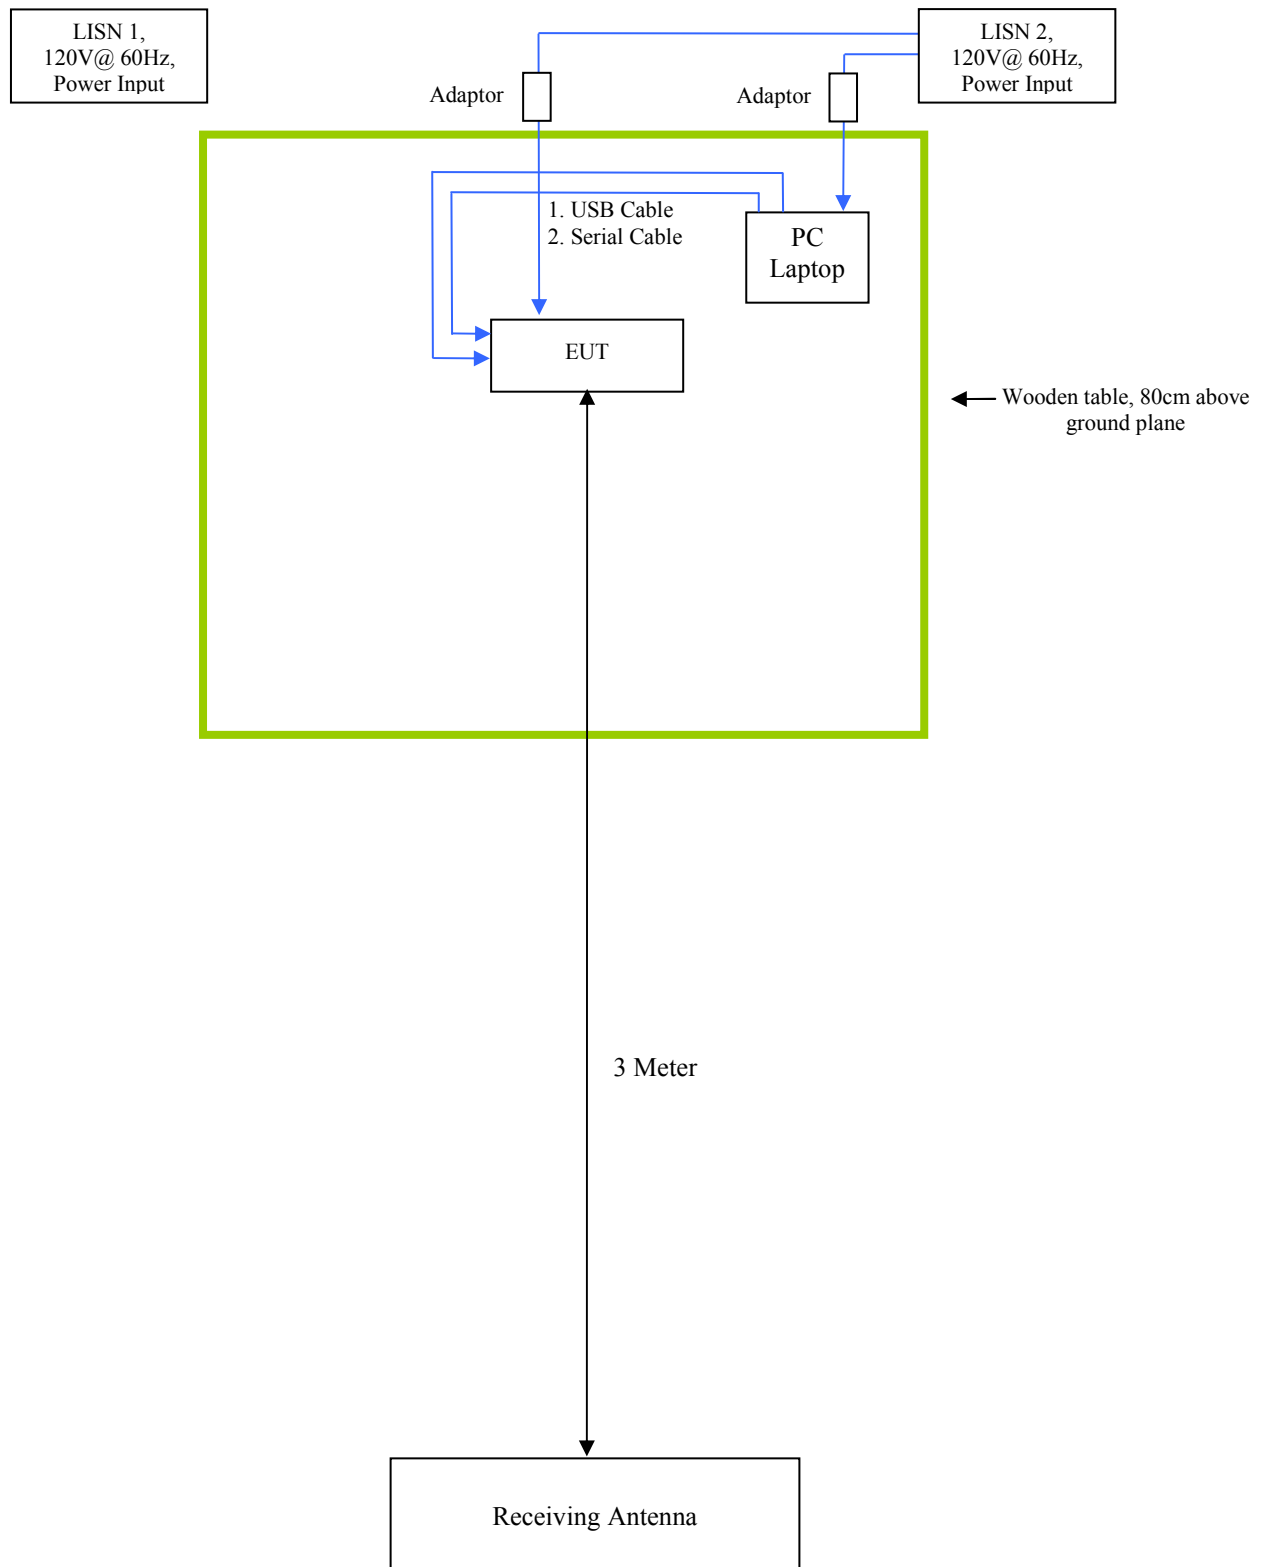 LISN 1,
120V@ 60Hz,
Power Input
LISN 2,
120V@ 60Hz,
Power Input
Adaptor
Adaptor
1. USB Cable
2. Serial Cable
PC
Laptop
EUT
Wooden table, 80cm above
ground plane
3 Meter
Receiving Antenna